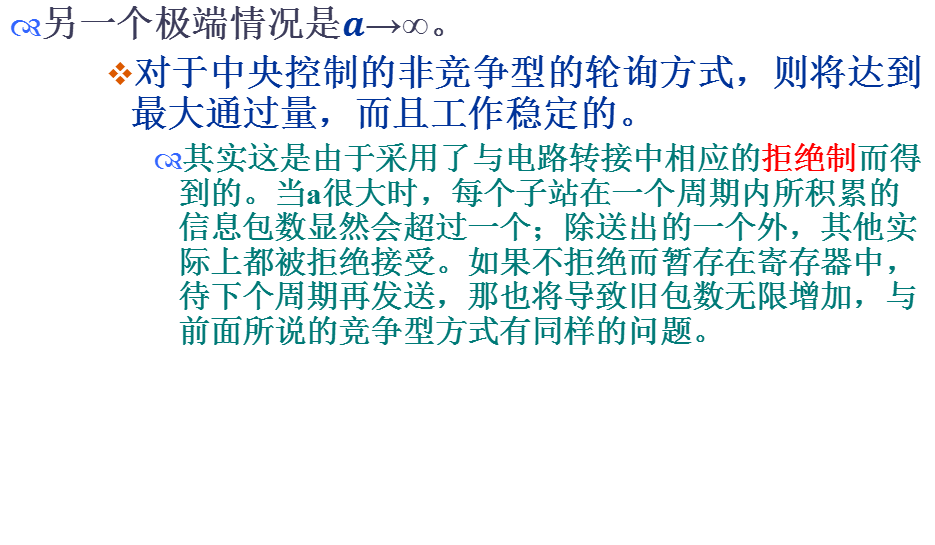 另一个极端情况是a→∞。
对于中央控制的非竞争型的轮询方式，则将达到
最大通过量，而且工作稳定的。
其实这是由于采用了与电路转接中相应的拒绝制而得
到的。当a很大时，每个子站在一个周期内所积累的
信息包数显然会超过一个；除送出的一个外，其他实
际上都被拒绝接受。如果不拒绝而暂存在寄存器中，
待下个周期再发送，那也将导致旧包数无限增加，与
前面所说的竞争型方式有同样的问题。